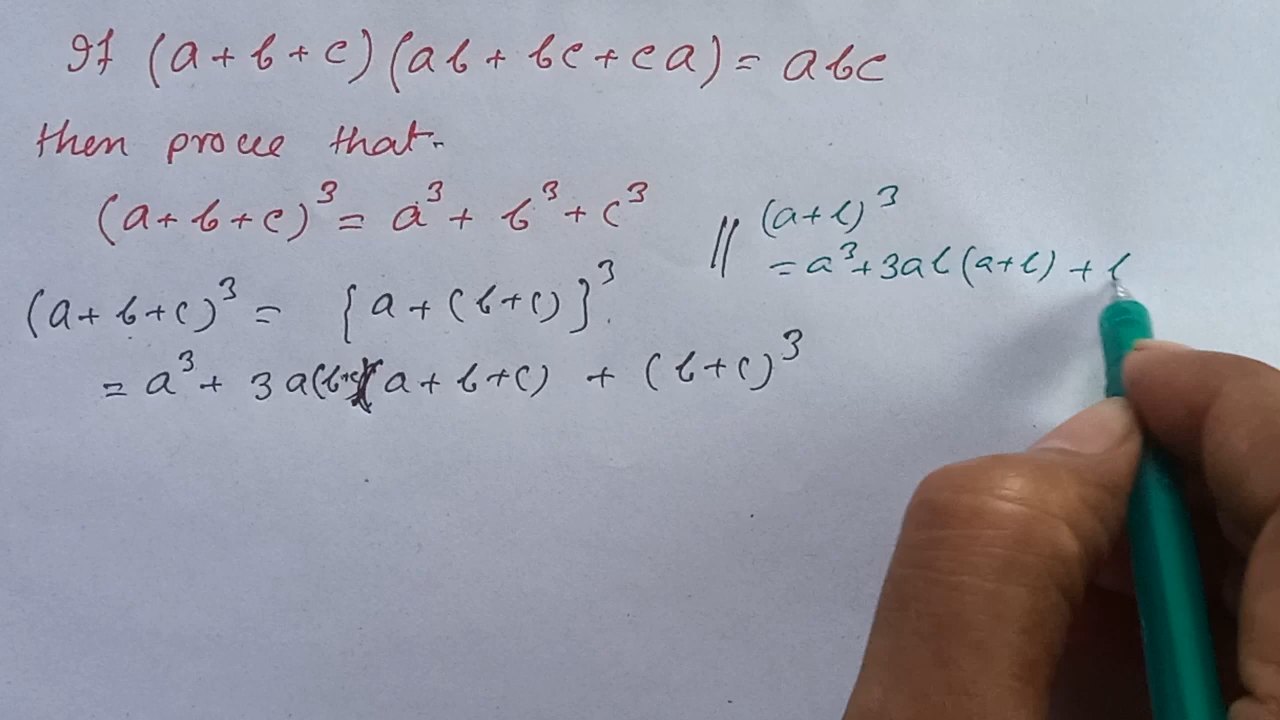 If (a+b+c)(ab+bc+ca) = abc
then prove that-
(a+b+c)³ = a³ + b³ + c³
// (a+b)³
= a³+3ab(a+b) + b
(a+b+c)³ = {a+(b+c)}³
= a³ + 3a(b+c)(a+b+c) + (b+c)³